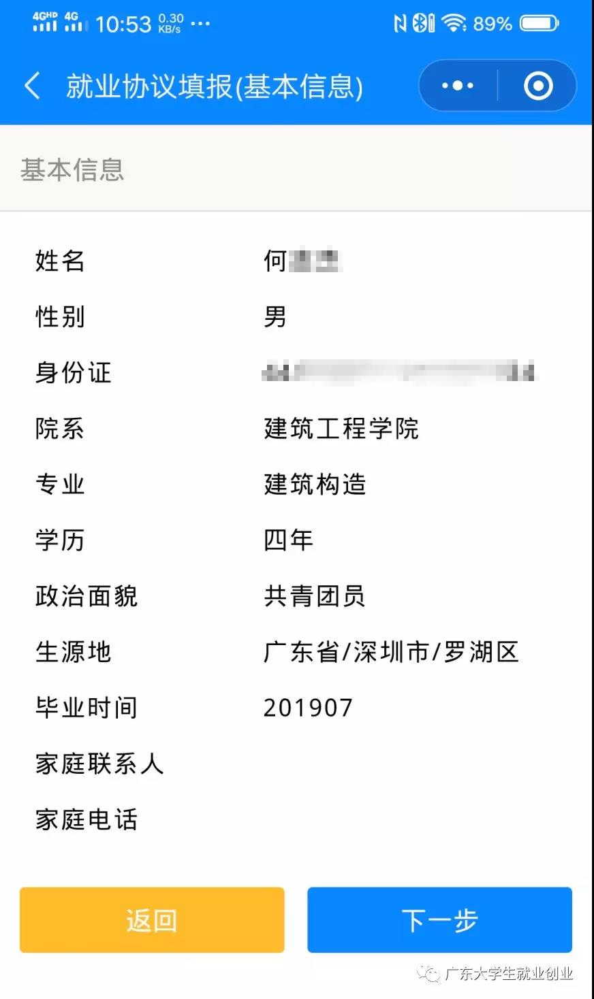 4GHD 4G 10:53 0.30 KB/s ... 89%
就业协议填报(基本信息)
基本信息
姓名 何
性别 男
身份证
院系 建筑工程学院
专业 建筑构造
学历 四年
政治面貌 共青团员
生源地 广东省/深圳市/罗湖区
毕业时间 201907
家庭联系人
家庭电话
返回 下一步
广东大学生就业创业